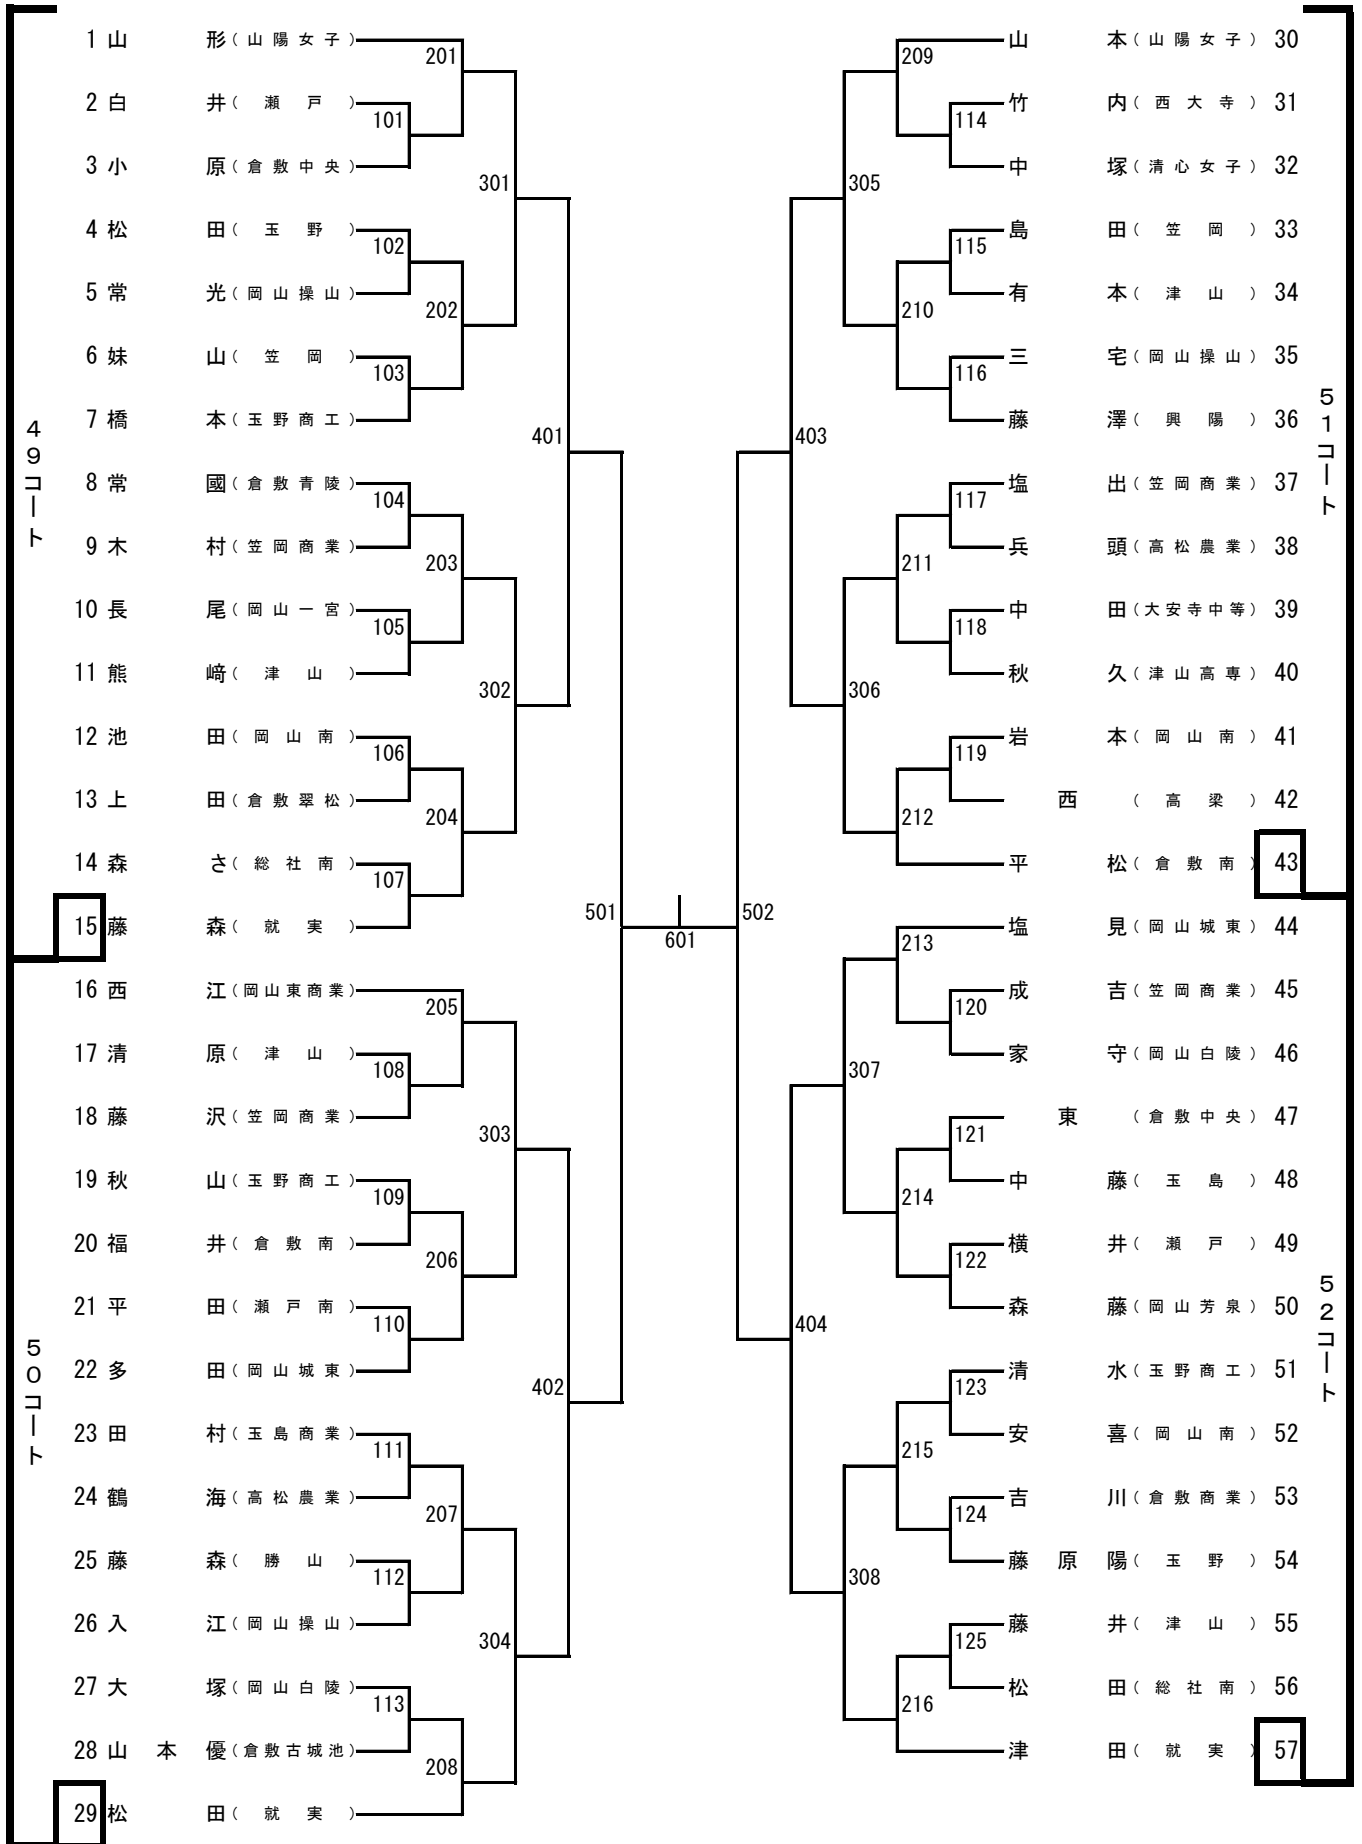 1 山 形 (山陽女子)
2 白 井 (瀬 戸)
3 小 原 (倉敷中央)
4 松 田 (玉 野)
5 常 光 (岡山操山)
6 妹 山 (笠 岡)
7 橋 本 (玉野商工)
8 常 國 (倉敷青陵)
9 木 村 (笠岡商業)
10 長 尾 (岡山一宮)
11 熊 﨑 (津 山)
12 池 田 (岡山南)
13 上 田 (倉敷翠松)
14 森 さ (総社南)
15 藤 森 (就 実)
16 西 江 (岡山東商業)
17 清 原 (津 山)
18 藤 沢 (笠岡商業)
19 秋 山 (玉野商工)
20 福 井 (倉敷南)
21 平 田 (瀬戸南)
22 多 田 (岡山城東)
23 田 村 (玉島商業)
24 鶴 海 (高松農業)
25 藤 森 (勝 山)
26 入 江 (岡山操山)
27 大 塚 (岡山白陵)
28 山 本 優 (倉敷古城池)
29 松 田 (就 実)
49コート
50コート
101
102
103
104
105
106
107
108
109
110
111
112
113
201
202
203
204
205
206
207
208
301
302
303
304
401
402
501
601
502
403
404
305
306
307
308
209
210
211
212
213
214
215
216
114
115
116
117
118
119
120
121
122
123
124
125
山 本 (山陽女子) 30
竹 内 (西大寺) 31
中 塚 (清心女子) 32
島 田 (笠 岡) 33
有 本 (津 山) 34
三 宅 (岡山操山) 35
藤 澤 (興 陽) 36
塩 出 (笠岡商業) 37
兵 頭 (高松農業) 38
中 田 (大安寺中等) 39
秋 久 (津山高専) 40
岩 本 (岡山南) 41
西 (高 梁) 42
平 松 (倉敷南) 43
塩 見 (岡山城東) 44
成 吉 (笠岡商業) 45
家 守 (岡山白陵) 46
東 (倉敷中央) 47
中 藤 (玉 島) 48
横 井 (瀬 戸) 49
森 藤 (岡山芳泉) 50
清 水 (玉野商工) 51
安 喜 (岡山南) 52
吉 川 (倉敷商業) 53
藤 原 陽 (玉 野) 54
藤 井 (津 山) 55
松 田 (総社南) 56
津 田 (就 実) 57
51コート
52コート